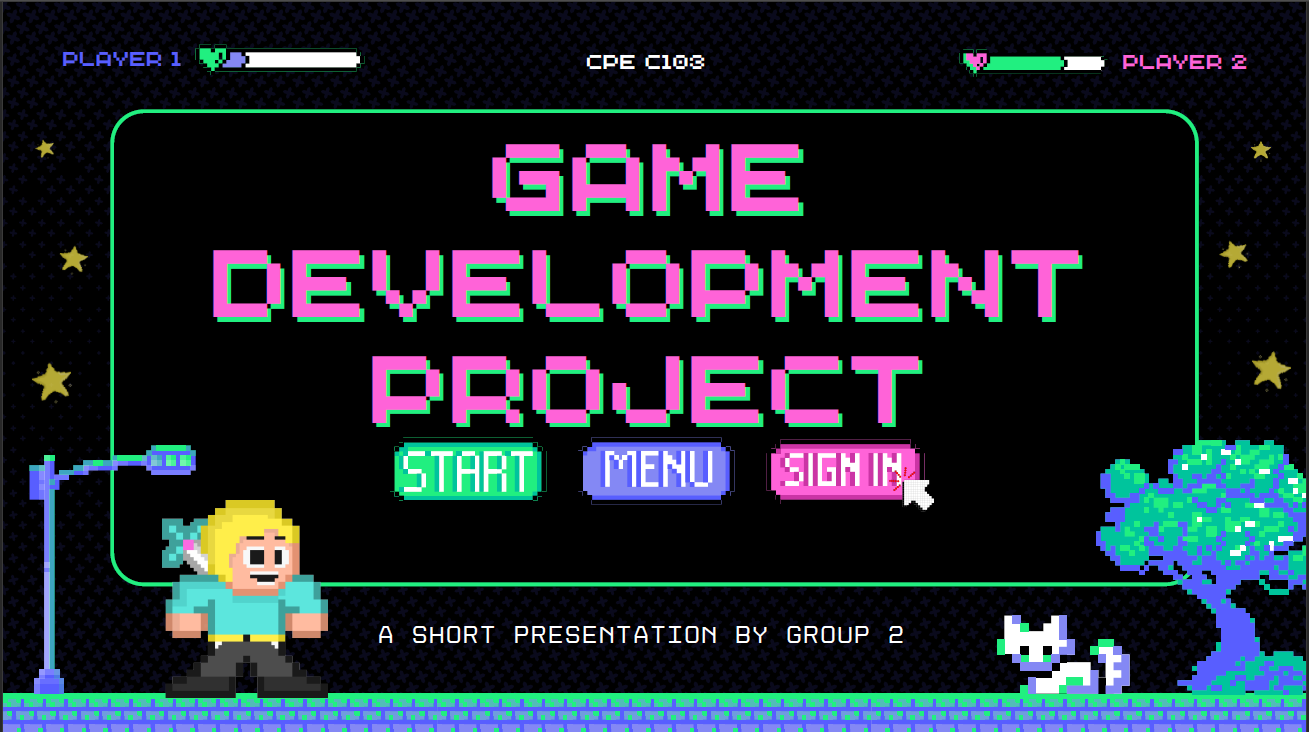 PLAYER 1
CPE C103
PLAYER 2
GAME
DEVELOPMENT
PROJECT
START
MENU
SIGN IN
A SHORT PRESENTATION BY GROUP 2